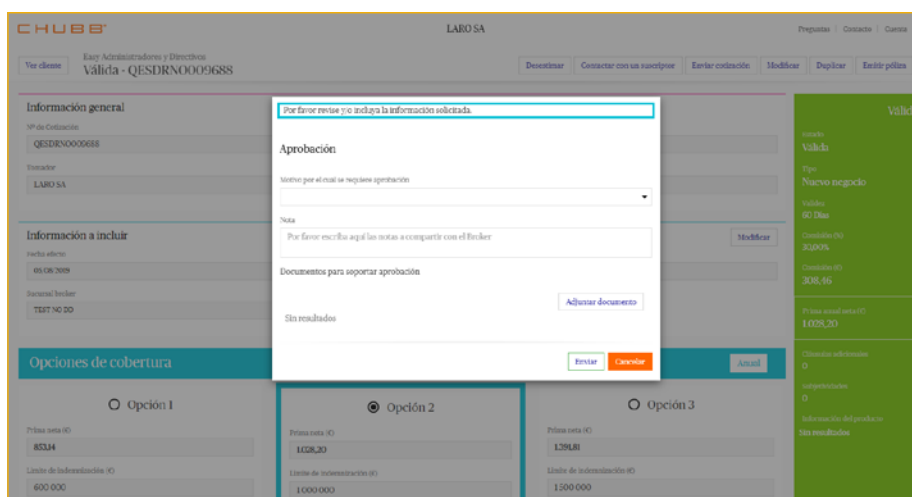 CHUBB
LARO SA
Preguntas Contacto Cuenta
Ver clientes
Easy Administradores y Directivos
Válida - QESDRNO0009688
Desestimar
Contactar con un suscriptor
Enviar cotización
Modificar
Duplicar
Emitir póliza
Información general
Nº de Cotización
QESDRNO0009688
Tomador
LARO SA
Información a incluir
Modificar
Fecha efecto
05/08/2019
Sucursal broker
TEST NO DO
Por favor revise y/o incluya la información solicitada.
Aprobación
Motivo por el cual se requiere aprobación
Nota
Por favor escriba aquí las notas a compartir con el Broker
Documentos para soportar aprobación
Adjuntar documento
Sin resultados
Enviar
Cancelar
Opciones de cobertura
Anual
Opción 1
Prima neta (€)
853,14
Límite de indemnización (€)
600 000
Opción 2
Prima neta (€)
1.028,20
Límite de indemnización (€)
1 000 000
Opción 3
Prima neta (€)
1.391,81
Límite de indemnización (€)
1 500 000
Válid
Estado
Válida
Tipo
Nuevo negocio
Validez
60 Días
Comisión (%)
30,00%
Comisión (€)
308,46
Prima anual neta (€)
1.028,20
Cláusulas adicionales
0
Subjetividades
0
Información del producto
Sin resultados